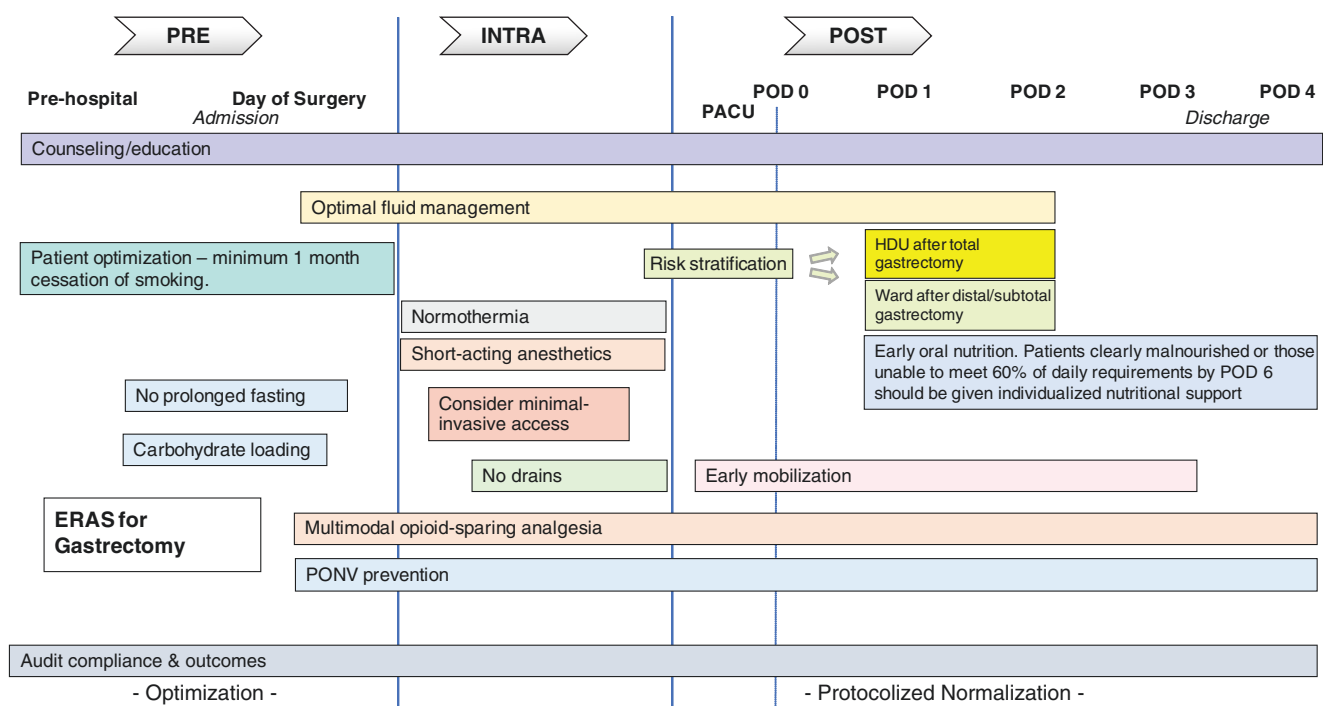 PRE
INTRA
POST
Pre-hospital
Day of Surgery
Admission
PACU
POD 0
POD 1
POD 2
POD 3
POD 4
Discharge
Counseling/education
Optimal fluid management
Patient optimization – minimum 1 month
cessation of smoking.
Risk stratification
HDU after total
gastrectomy
Ward after distal/subtotal
gastrectomy
Normothermia
Short-acting anesthetics
Early oral nutrition. Patients clearly malnourished or those
unable to meet 60% of daily requirements by POD 6
should be given individualized nutritional support
No prolonged fasting
Consider minimal-
invasive access
Carbohydrate loading
No drains
Early mobilization
ERAS for
Gastrectomy
Multimodal opioid-sparing analgesia
PONV prevention
Audit compliance & outcomes
- Optimization -
- Protocolized Normalization -